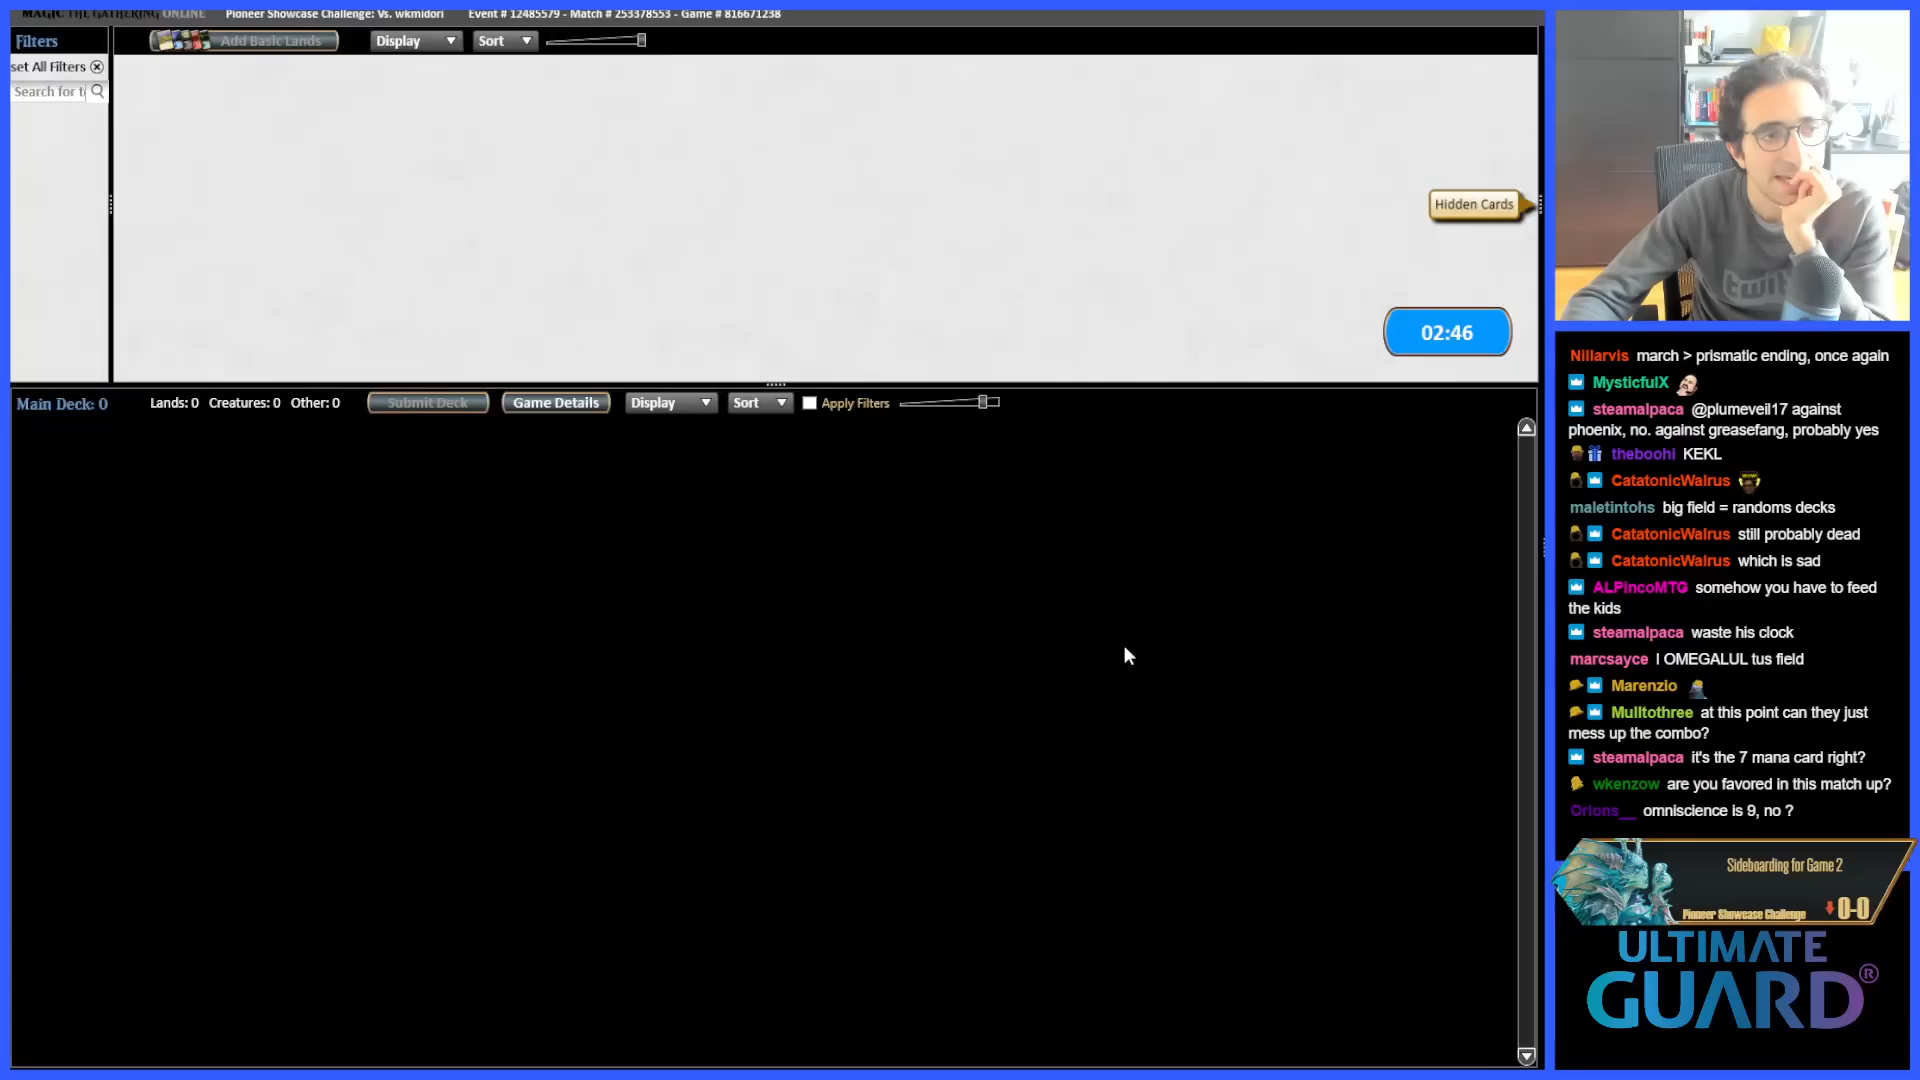 MAGIC THE GATHERING ONLINE Pioneer Showcase Challenge: Vs. wkmidori Event # 12485579 - Match # 253378553 - Game # 816671238
Filters
Add Basic Lands Display Sort
set All Filters
Search for t
Hidden Cards
02:46
Main Deck: 0 Lands: 0 Creatures: 0 Other: 0 Submit Deck Game Details Display Sort Apply Filters
Nillarvis march > prismatic ending, once again
MysticfulX
steamalpaca @plumeveil17 against
phoenix, no. against greasefang, probably yes
theboohi KEKL
CatatonicWalrus
maletintohs big field = randoms decks
CatatonicWalrus still probably dead
CatatonicWalrus which is sad
ALPincoMTG somehow you have to feed
the kids
steamalpaca waste his clock
marcsayce l OMEGALUL tus field
Marenzio
Mulltothree at this point can they just
mess up the combo?
steamalpaca it's the 7 mana card right?
wkenzow are you favored in this match up?
Orions__ omniscience is 9, no ?
Sideboarding for Game 2
Pioneer Showcase Challenge 0-0
ULTIMATE
GUARD®